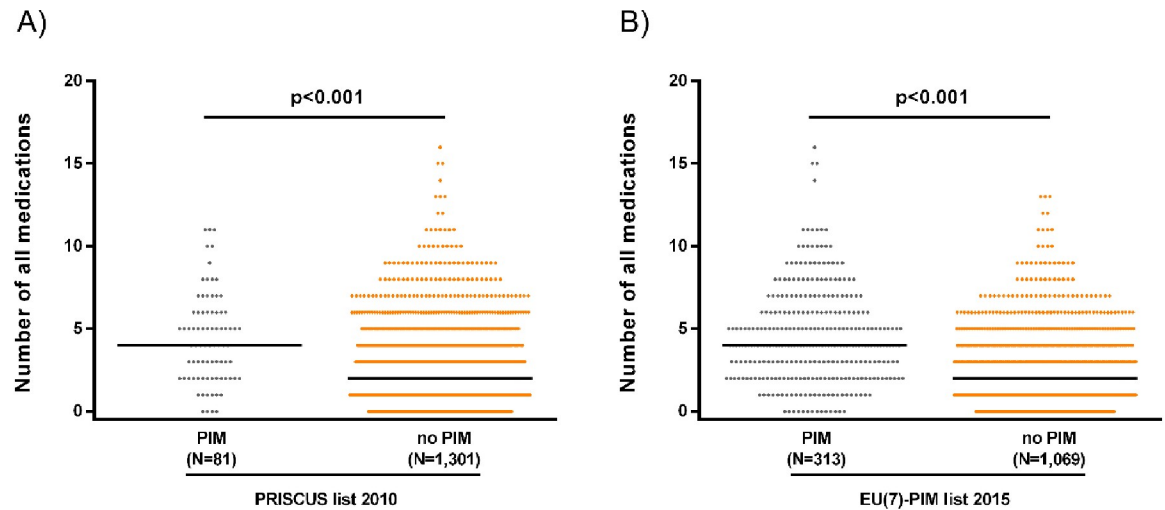 A)
B)
20
15
10
5
0
Number of all medications
p<0.001
PIM
(N=81)
no PIM
(N=1,301)
PRISCUS list 2010
20
15
10
5
0
Number of all medications
p<0.001
PIM
(N=313)
no PIM
(N=1,069)
EU(7)-PIM list 2015